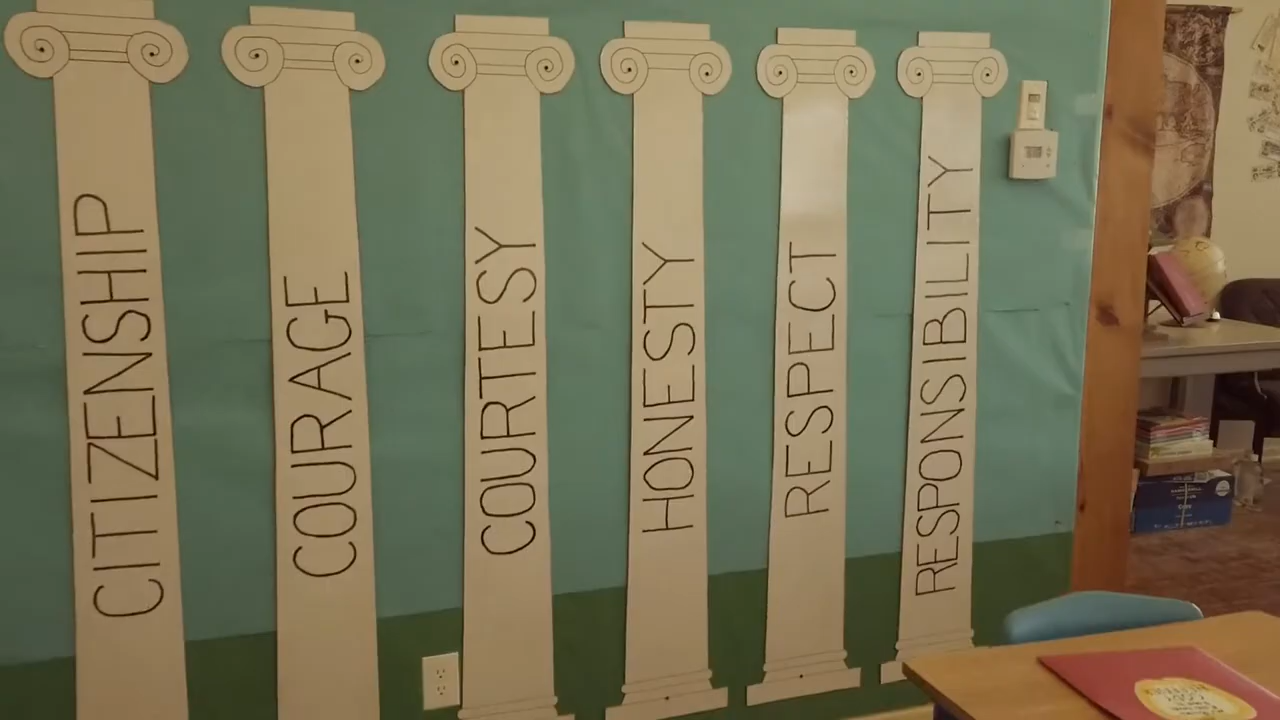 CITIZENSHIP
COURAGE
COURTESY
HONESTY
RESPECT
RESPONSIBILITY